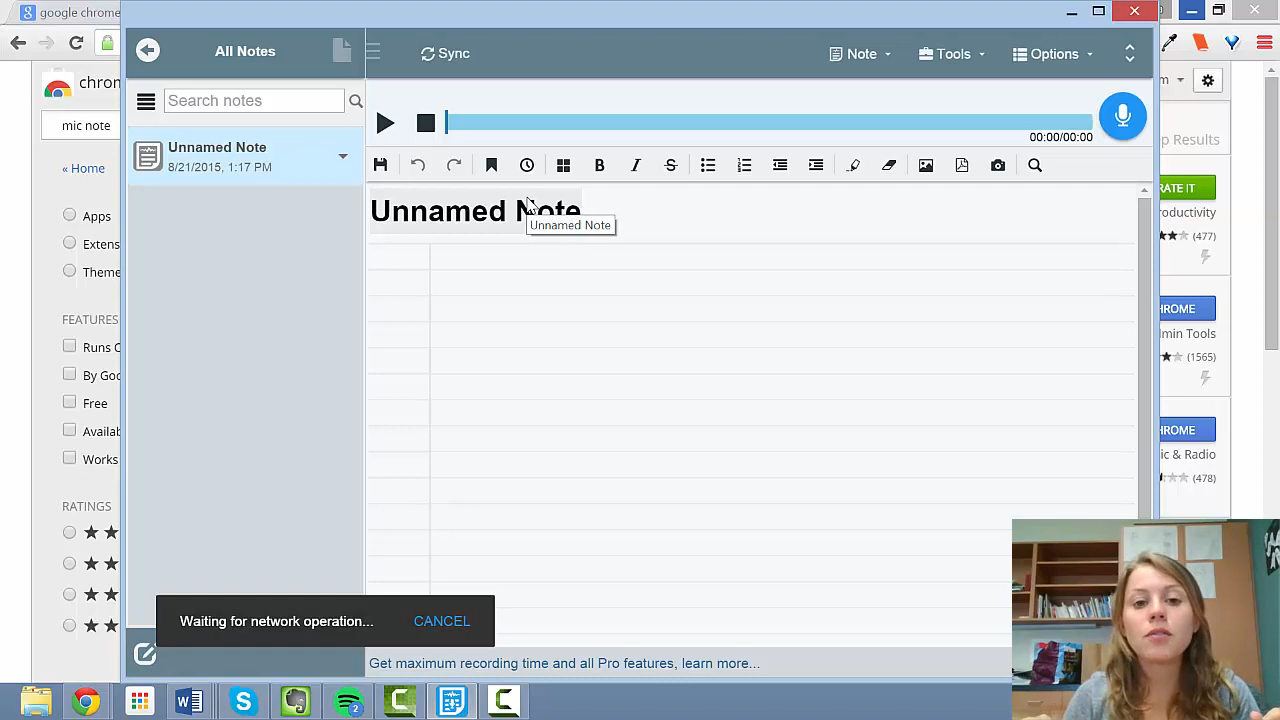 google chrome
All Notes
Sync
Note
Tools
Options
m
chrom
Search notes
mic note
00:00/00:00
p Results
Unnamed Note
8/21/2015, 1:17 PM
« Home
Unnamed Note
Unnamed Note
RATE IT
roductivity
(477)
Apps
Extens
Theme
FEATURES
Runs O
By Goo
Free
Availab
Works
HROME
dmin Tools
(1565)
HROME
ic & Radio
(478)
RATINGS
Waiting for network operation... CANCEL
Get maximum recording time and all Pro features, learn more...
2